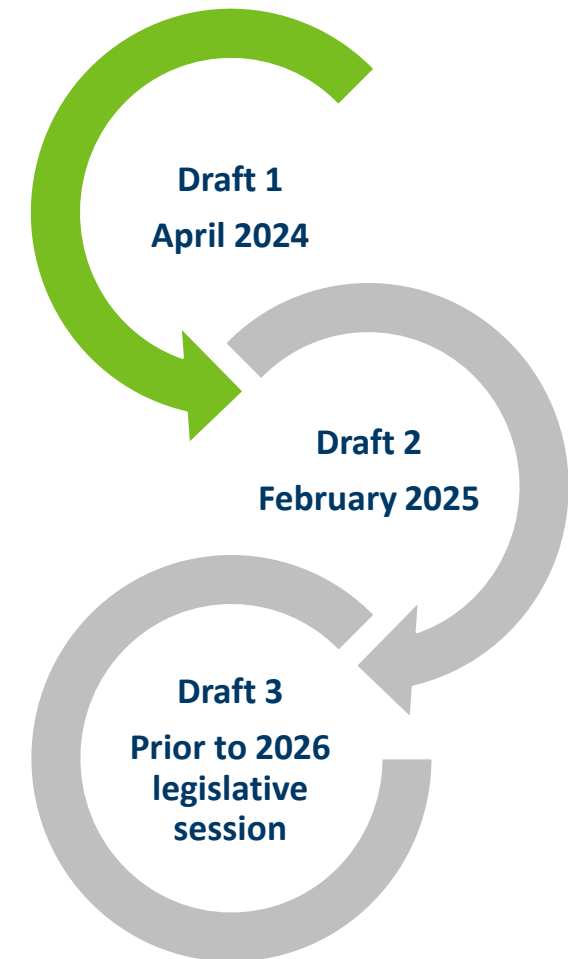 Draft 1
April 2024
Draft 2
February 2025
Draft 3
Prior to 2026
legislative
session